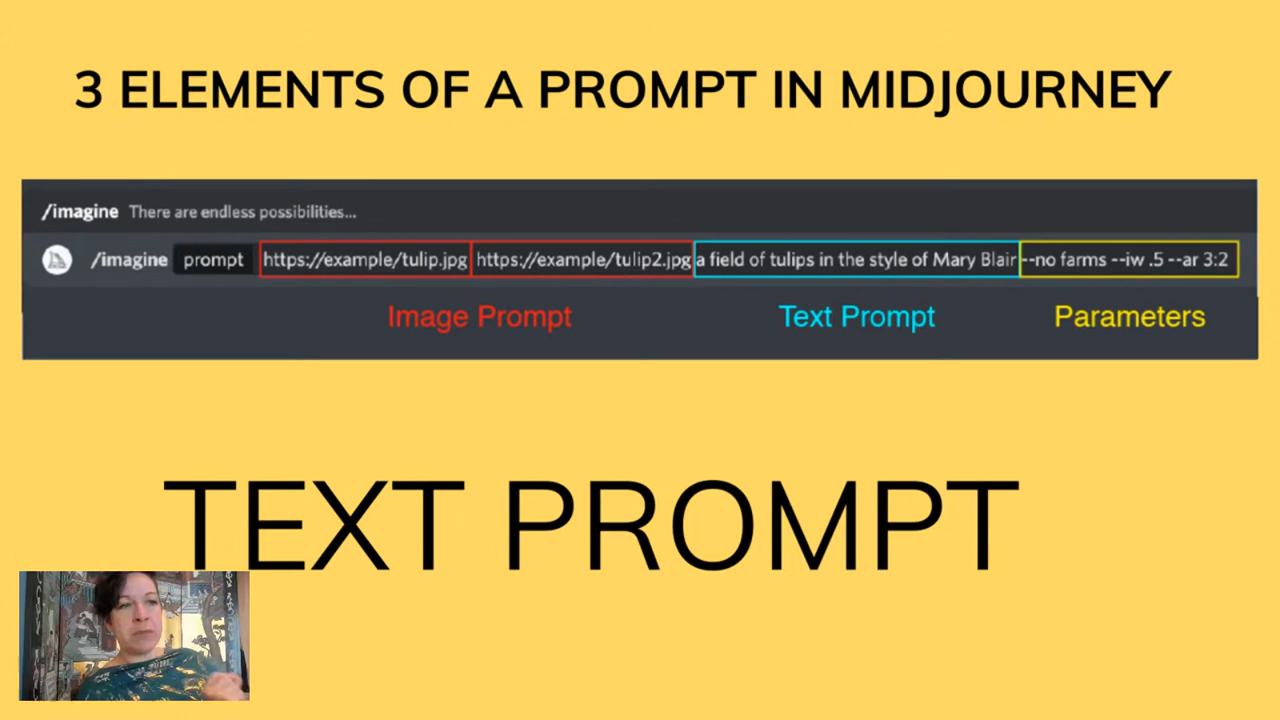 3 ELEMENTS OF A PROMPT IN MIDJOURNEY
/imagine There are endless possibilities...
/imagine prompt https://example/tulip.jpg https://example/tulip2.jpg a field of tulips in the style of Mary Blair --no farms --iw .5 --ar 3:2
Image Prompt Text Prompt Parameters
TEXT PROMPT